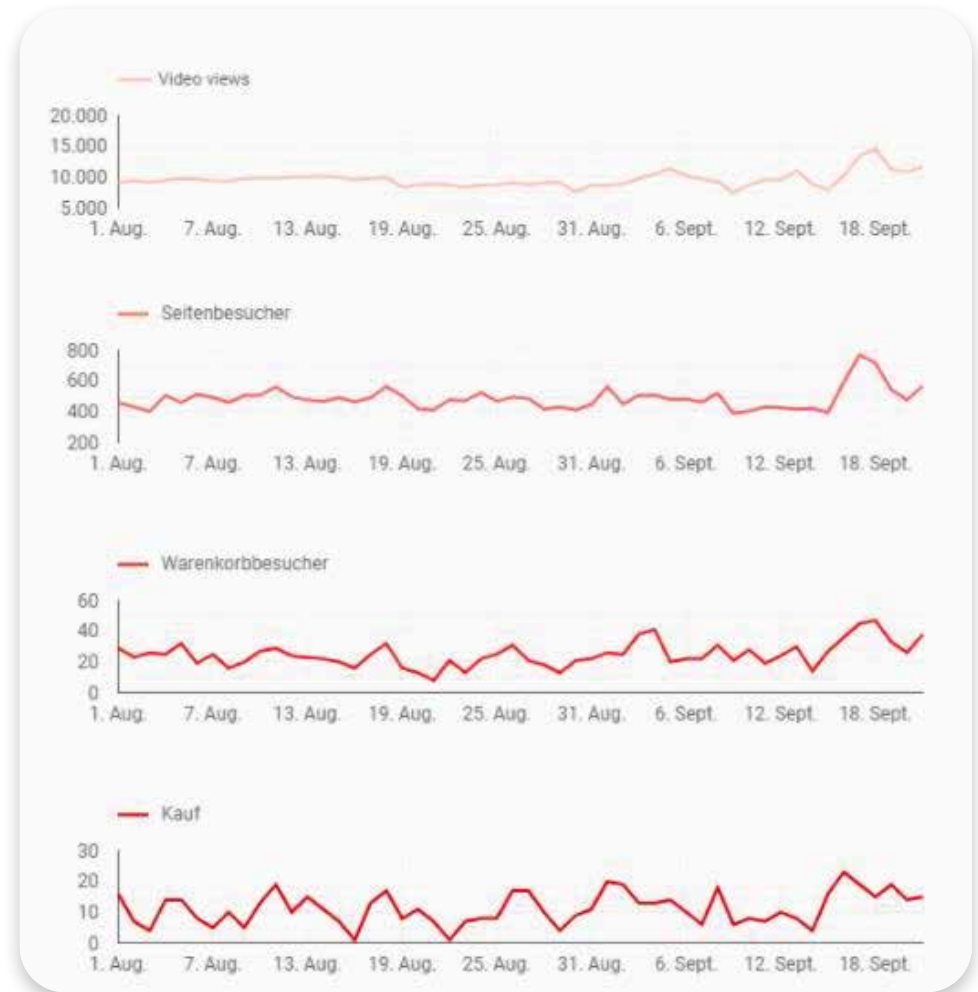 Video views
20.000
15.000
10.000
5.000
1. Aug. 7. Aug. 13. Aug. 19. Aug. 25. Aug. 31. Aug. 6. Sept. 12. Sept. 18. Sept.
Seitenbesucher
800
600
400
200
1. Aug. 7. Aug. 13. Aug. 19. Aug. 25. Aug. 31. Aug. 6. Sept. 12. Sept. 18. Sept.
Warenkorbbesucher
60
40
20
0
1. Aug. 7. Aug. 13. Aug. 19. Aug. 25. Aug. 31. Aug. 6. Sept. 12. Sept. 18. Sept.
Kauf
30
20
10
0
1. Aug. 7. Aug. 13. Aug. 19. Aug. 25. Aug. 31. Aug. 6. Sept. 12. Sept. 18. Sept.